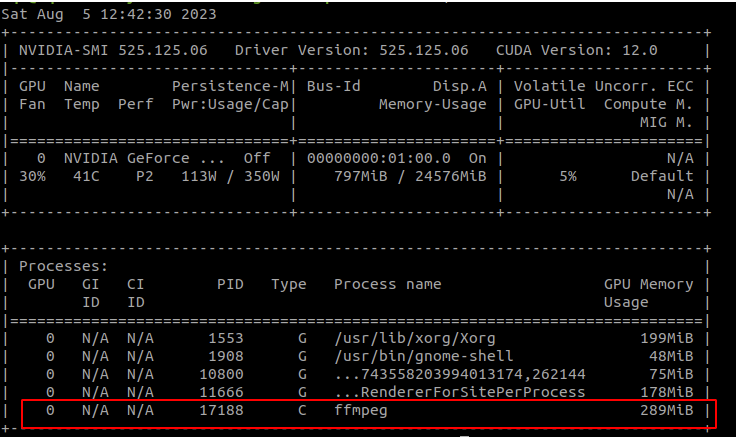 Sat Aug  5 12:42:30 2023
+-----------------------------------------------------------------------------+
| NVIDIA-SMI 525.125.06   Driver Version: 525.125.06   CUDA Version: 12.0     |
|-------------------------------+----------------------+----------------------+
| GPU  Name        Persistence-M| Bus-Id        Disp.A | Volatile Uncorr. ECC |
| Fan  Temp  Perf  Pwr:Usage/Cap|         Memory-Usage | GPU-Util  Compute M. |
|                               |                      |               MIG M. |
|===============================+======================+======================|
|   0  NVIDIA GeForce ...  Off  | 00000000:01:00.0  On |                  N/A |
| 30%   41C    P2   113W / 350W |    797MiB / 24576MiB |      5%      Default |
|                               |                      |                  N/A |
+-------------------------------+----------------------+----------------------+
+-----------------------------------------------------------------------------+
| Processes:                                                                  |
|  GPU   GI   CI        PID   Type   Process name                  GPU Memory |
|        ID   ID                                                   Usage      |
|=============================================================================|
|    0   N/A  N/A      1553      G   /usr/lib/xorg/Xorg                199MiB |
|    0   N/A  N/A      1908      G   /usr/bin/gnome-shell               48MiB |
|    0   N/A  N/A     10800      G   ...743558203994013174,262144       75MiB |
|    0   N/A  N/A     11666      G   ...RendererForSitePerProcess      178MiB |
|    0   N/A  N/A     17188      C   ffmpeg                            289MiB |